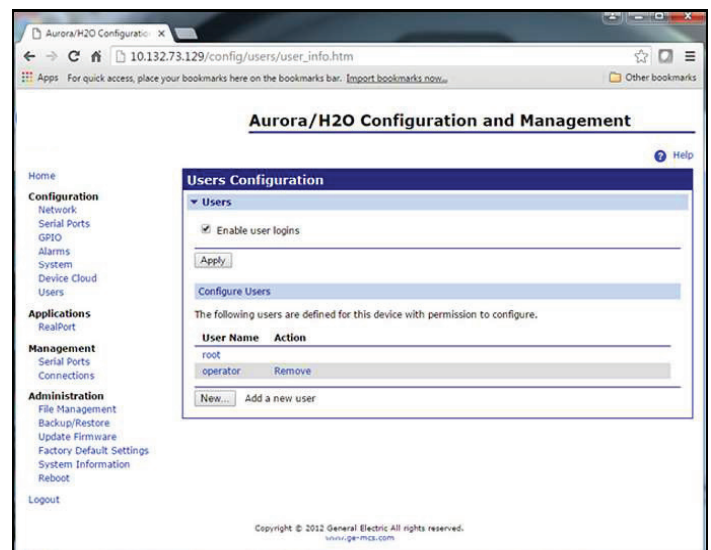 Aurora/H2O Configuratio
10.132.73.129/config/users/user_info.htm
Apps For quick access, place your bookmarks here on the bookmarks bar. Import bookmarks now...
Other bookmarks
Aurora/H2O Configuration and Management
Help
Home
Configuration
Network
Serial Ports
GPIO
Alarms
System
Device Cloud
Users
Applications
RealPort
Management
Serial Ports
Connections
Administration
File Management
Backup/Restore
Update Firmware
Factory Default Settings
System Information
Reboot
Logout
Users Configuration
Users
Enable user logins
Apply
Configure Users
The following users are defined for this device with permission to configure.
User Name Action
root
operator Remove
New... Add a new user
Copyright © 2012 General Electric All rights reserved.
www.ge-mcs.com